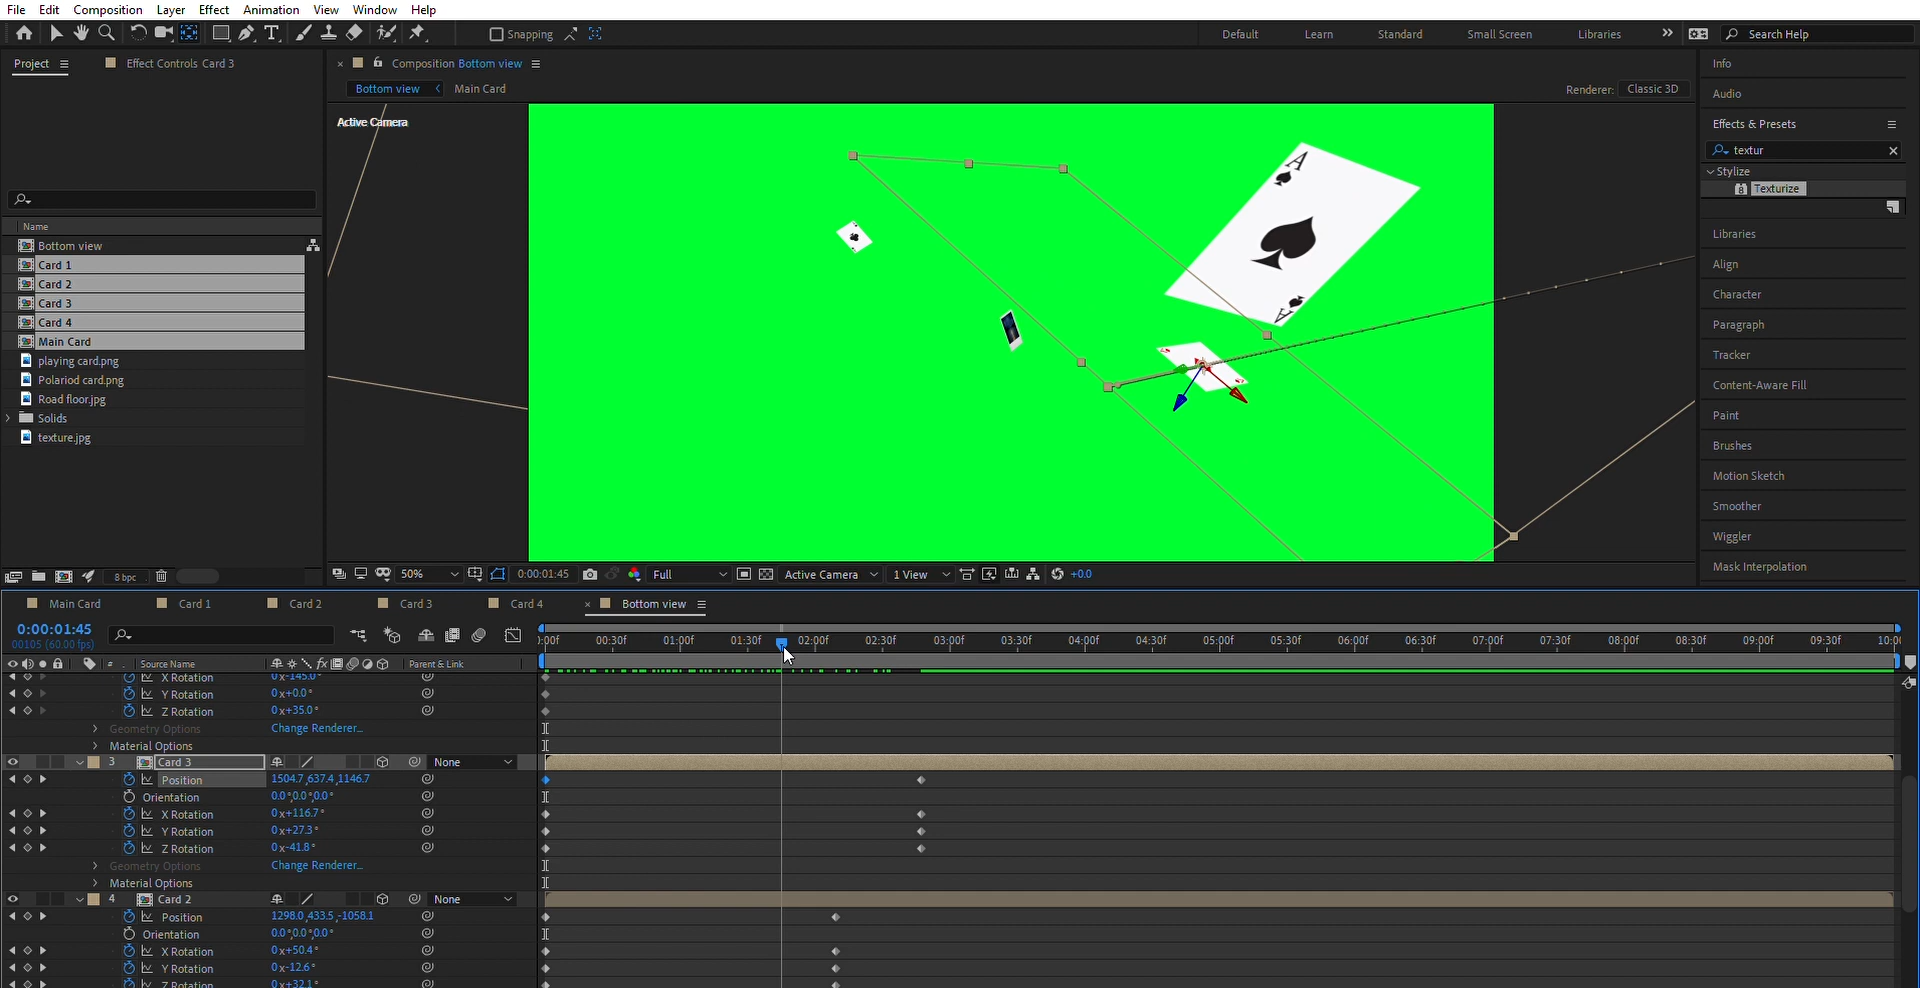 File Edit Composition Layer Effect Animation View Window Help
Snapping Default Learn Standard Small Screen Libraries Search Help
Project Effect Controls Card 3 Composition Bottom view Info
Bottom view Main Card Renderer: Classic 3D
Audio
Active Camera
Effects & Presets
textur
Stylize
Texturize
Name
Bottom view
Card 1
Card 2
Card 3
Card 4
Main Card
playing card.png
Polariod card.png
Road floor.jpg
Solids
texture.jpg
A
A
Libraries
Align
Character
Paragraph
Tracker
Content-Aware Fill
Paint
Brushes
Motion Sketch
Smoother
Wiggler
Mask Interpolation
8 bpc 50% 0:00:01:45 Full Active Camera 1 View +0.0
Main Card Card 1 Card 2 Card 3 Card 4 Bottom view
0:00:01:45
00105 (60.00 fps)
:00f 00:30f 01:00f 01:30f 02:00f 02:30f 03:00f 03:30f 04:00f 04:30f 05:00f 05:30f 06:00f 06:30f 07:00f 07:30f 08:00f 08:30f 09:00f 09:30f 10:0
# Source Name fx Parent & Link
X Rotation 0x-145.0°
Y Rotation 0x+0.0°
Z Rotation 0x+35.0°
Geometry Options Change Renderer...
Material Options
3 Card 3 None
Position 1504.7,637.4,1146.7
Orientation 0.0°,0.0°,0.0°
X Rotation 0x+116.7°
Y Rotation 0x+27.3°
Z Rotation 0x-41.8°
Geometry Options Change Renderer...
Material Options
4 Card 2 None
Position 1298.0,433.5,-1058.1
Orientation 0.0°,0.0°,0.0°
X Rotation 0x+50.4°
Y Rotation 0x-12.6°
Z Rotation 0x+32.1°